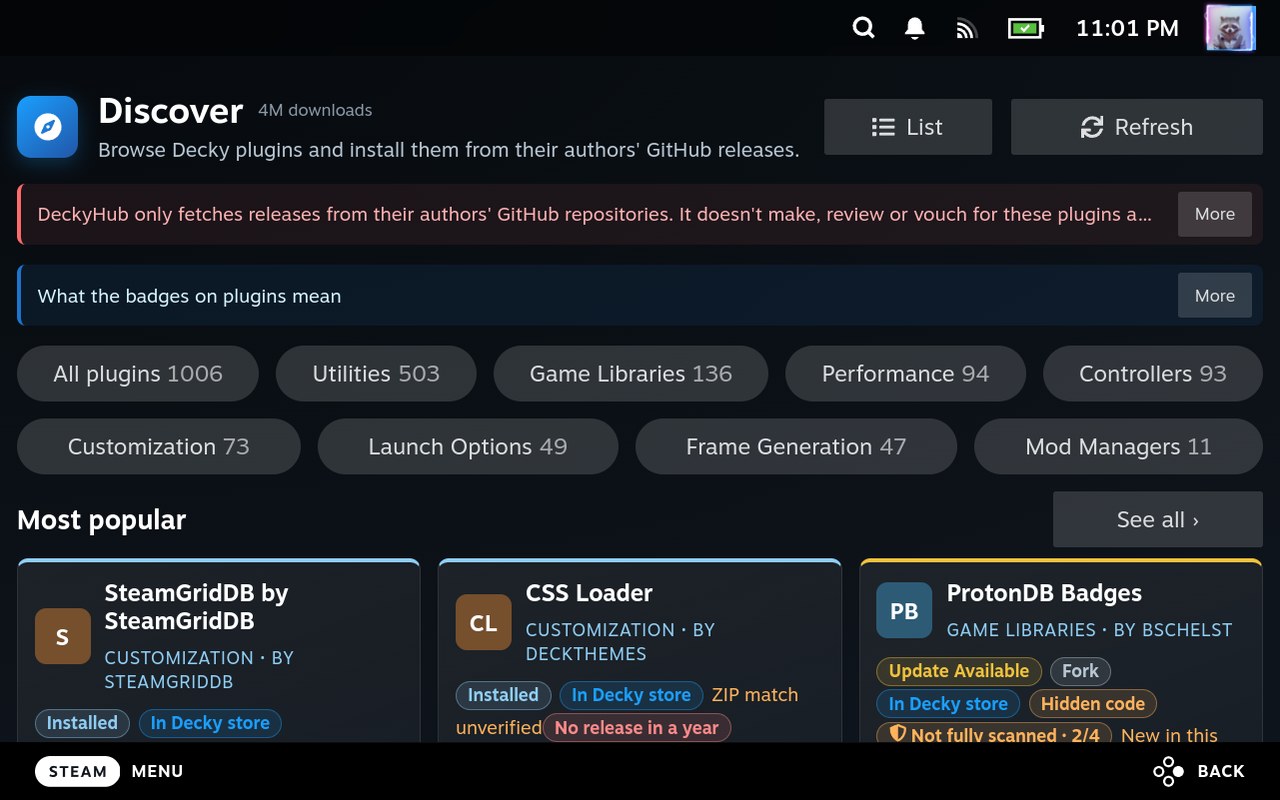 11:01 PM
Discover 4M downloads
Browse Decky plugins and install them from their authors' GitHub releases.
List
Refresh
DeckyHub only fetches releases from their authors' GitHub repositories. It doesn't make, review or vouch for these plugins a...
More
What the badges on plugins mean
More
All plugins 1006
Utilities 503
Game Libraries 136
Performance 94
Controllers 93
Customization 73
Launch Options 49
Frame Generation 47
Mod Managers 11
Most popular
See all ›
S
SteamGridDB by
SteamGridDB
CUSTOMIZATION · BY
STEAMGRIDDB
Installed
In Decky store
CL
CSS Loader
CUSTOMIZATION · BY
DECKTHEMES
Installed
In Decky store
ZIP match
unverified
No release in a year
PB
ProtonDB Badges
GAME LIBRARIES · BY BSCHELST
Update Available
Fork
In Decky store
Hidden code
Not fully scanned · 2/4
New in this
STEAM
MENU
BACK